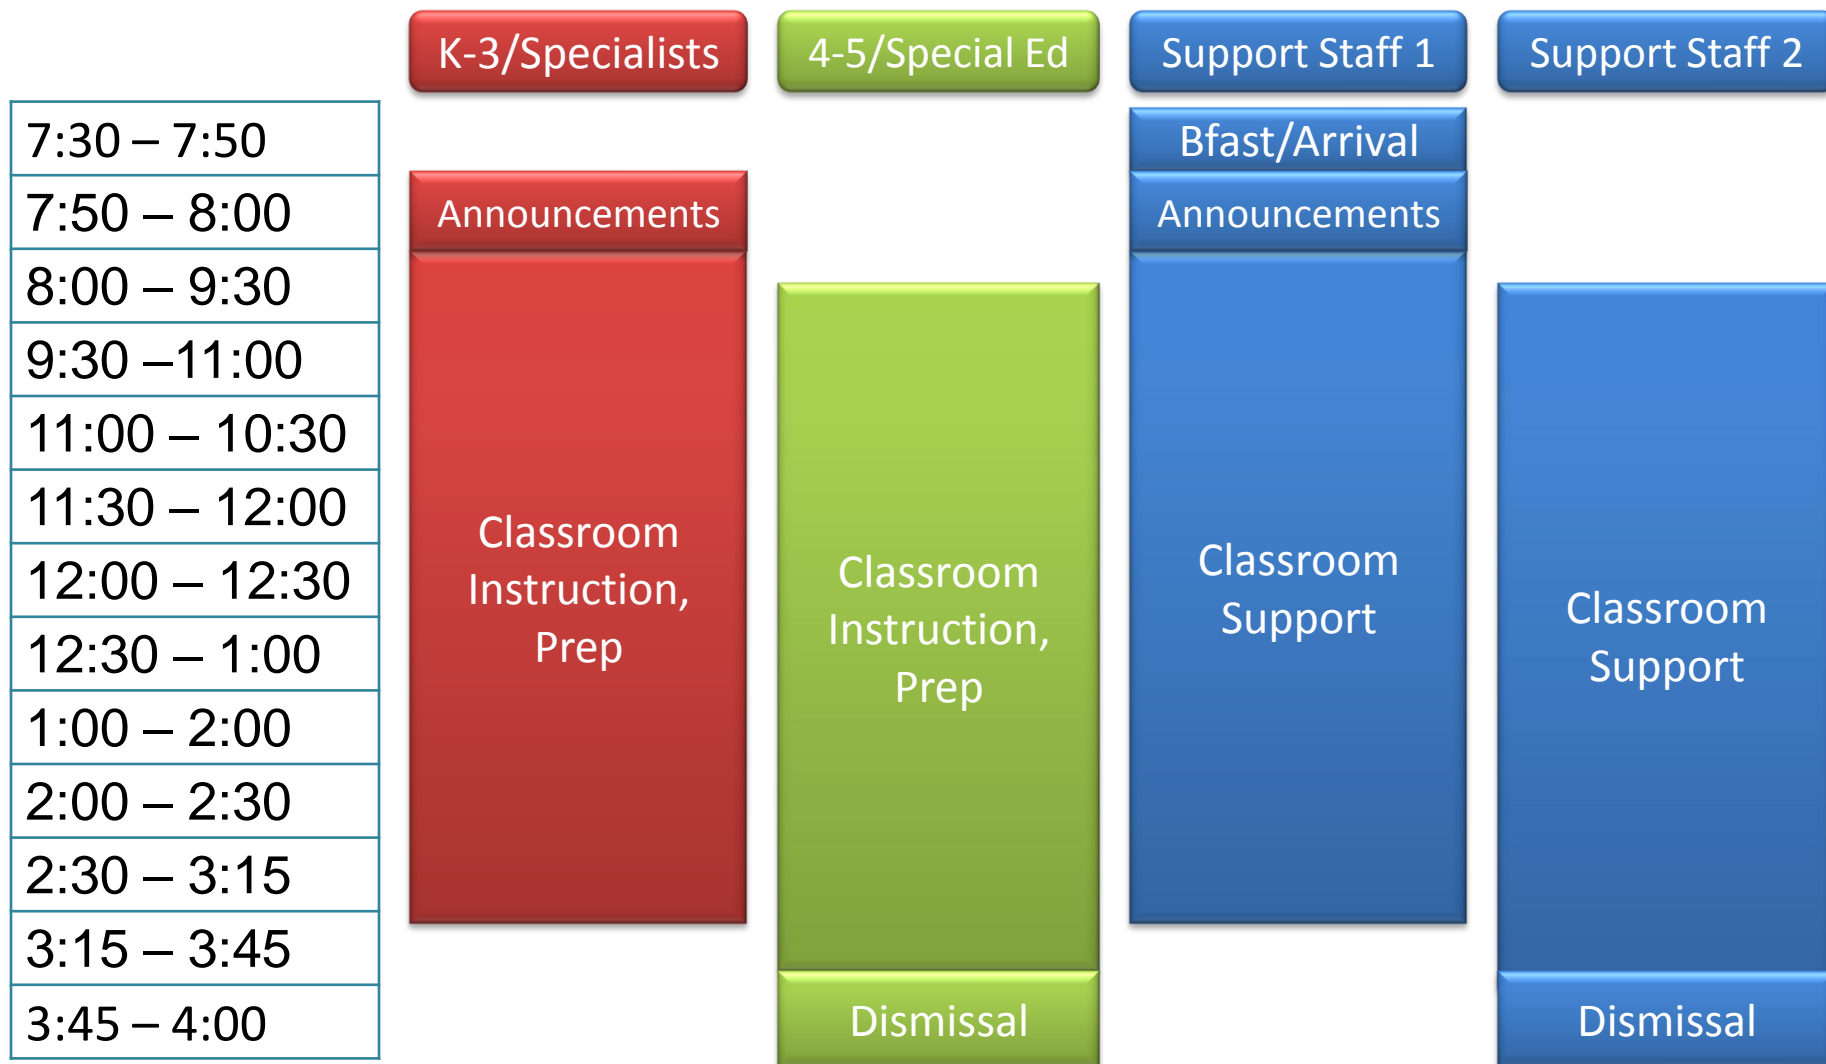 K-3/Specialists
4-5/Special Ed
Support Staff 1
Support Staff 2
7:30 – 7:50
7:50 – 8:00
8:00 – 9:30
9:30 –11:00
11:00 – 10:30
11:30 – 12:00
12:00 – 12:30
12:30 – 1:00
1:00 – 2:00
2:00 – 2:30
2:30 – 3:15
3:15 – 3:45
3:45 – 4:00
Announcements
Classroom
Instruction,
Prep
Classroom
Instruction,
Prep
Dismissal
Bfast/Arrival
Announcements
Classroom
Support
Classroom
Support
Dismissal